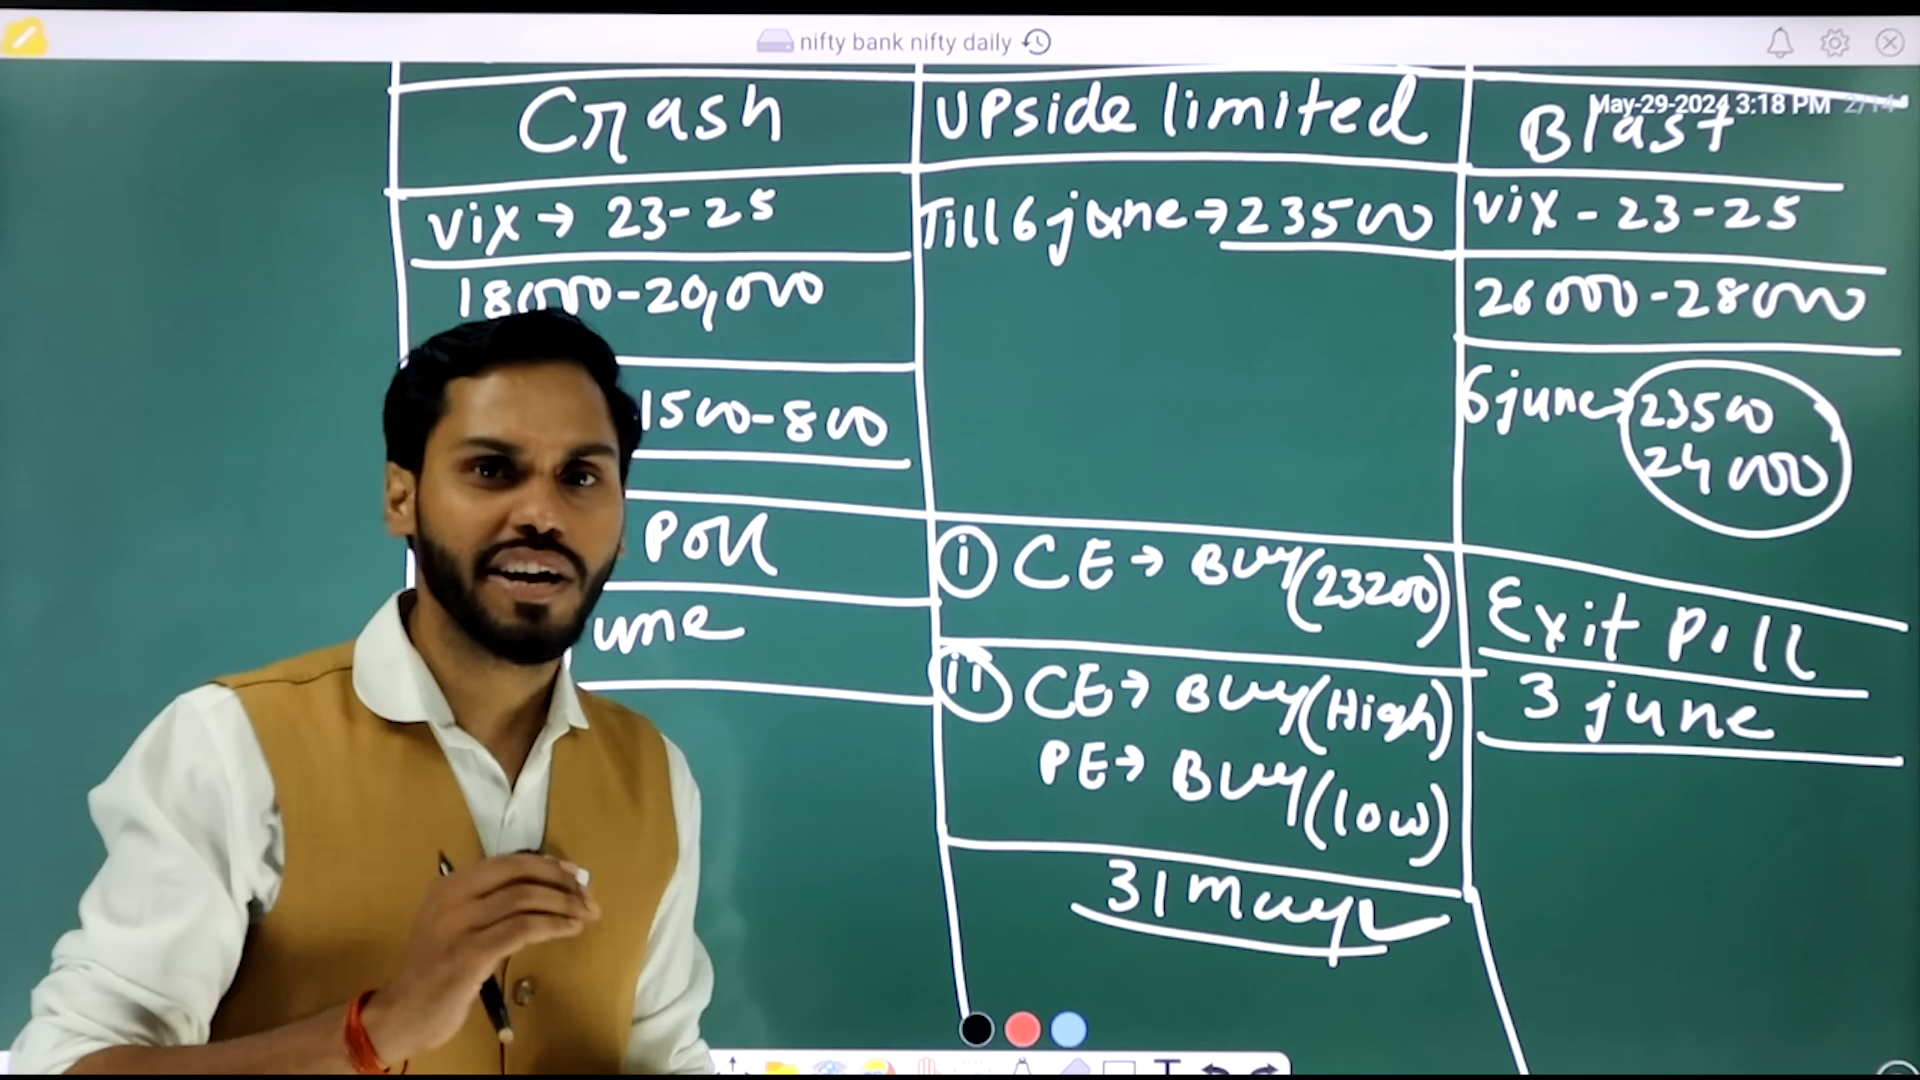 nifty bank nifty daily
May-29-2024 3:18 PM 2/14
Crash
UPside limited
Blast
Vix → 23-25
Till 6 june → 23500
Vix - 23-25
18000-20,000
26000-28000
1500-800
6 june → 23500
24000
Poll
i CE → Buy (23200)
Exit Poll
une
ii CE → Buy (High)
3 june
PE → Buy (low)
31 May